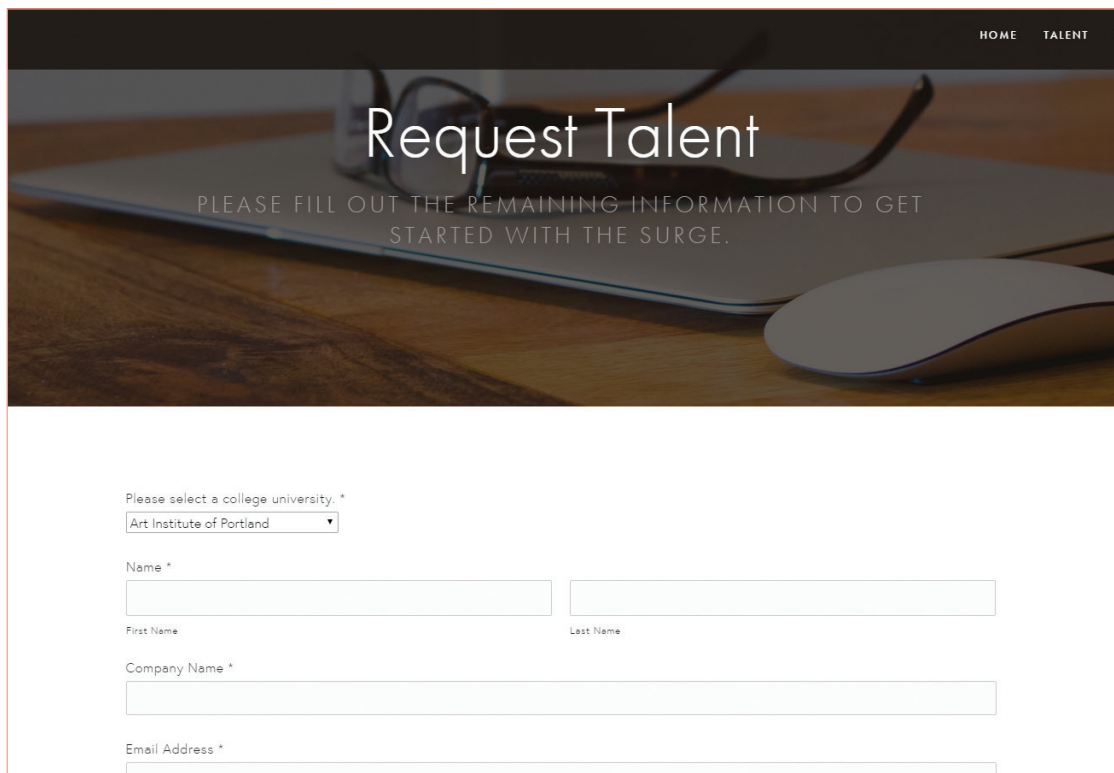 HOME TALENT
Request Talent
PLEASE FILL OUT THE REMAINING INFORMATION TO GET
STARTED WITH THE SURGE.
Please select a college university. *
Art Institute of Portland
Name *
First Name Last Name
Company Name *
Email Address *